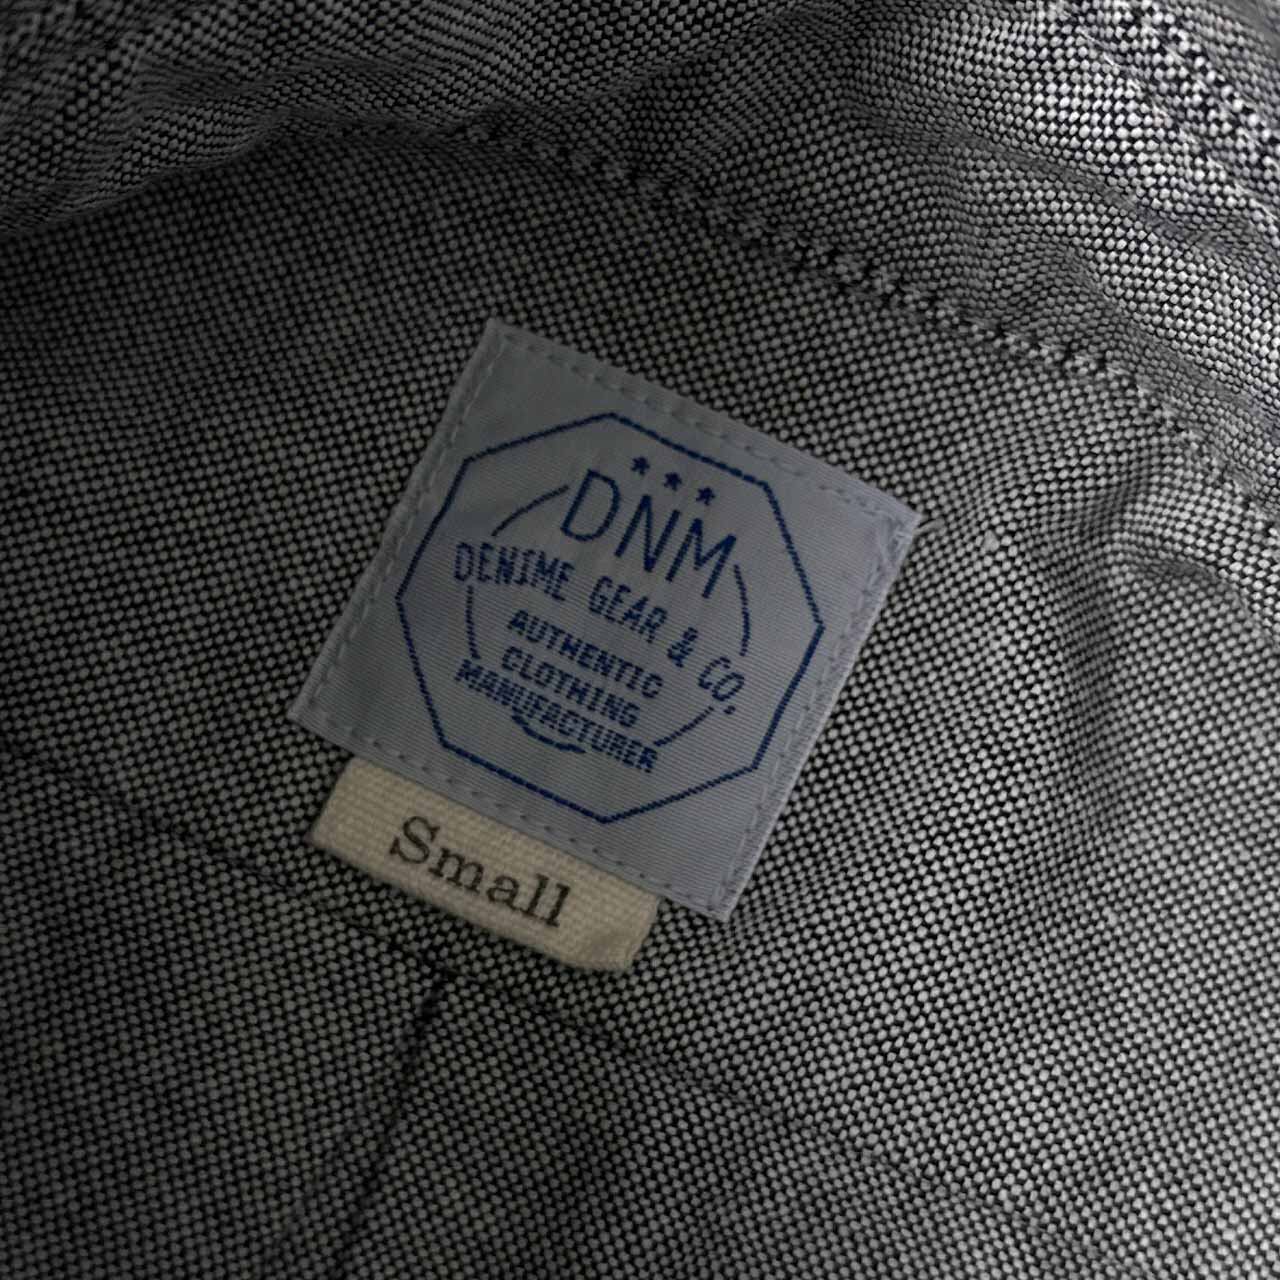 DNM
DENIME GEAR & CO.
AUTHENTIC
CLOTHING
MANUFACTURER
Small